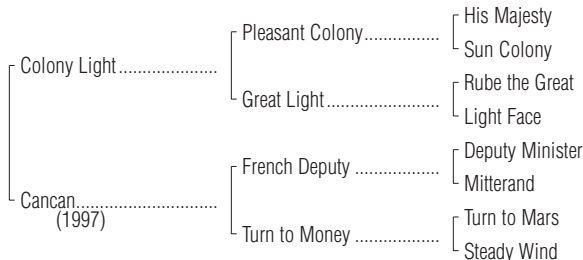 His Majesty
Pleasant Colony
Sun Colony
Colony Light
Rube the Great
Great Light
Light Face
Deputy Minister
French Deputy
Mitterand
Cancan
(1997)
Turn to Mars
Turn to Money
Steady Wind